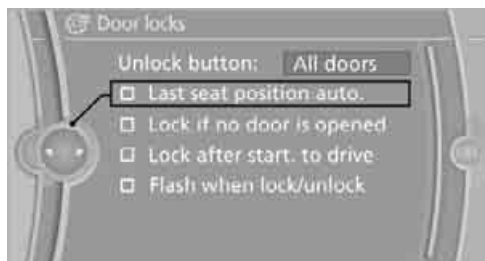 Door locks
Unlock button: All doors
Last seat position auto.
Lock if no door is opened
Lock after start. to drive
Flash when lock/unlock